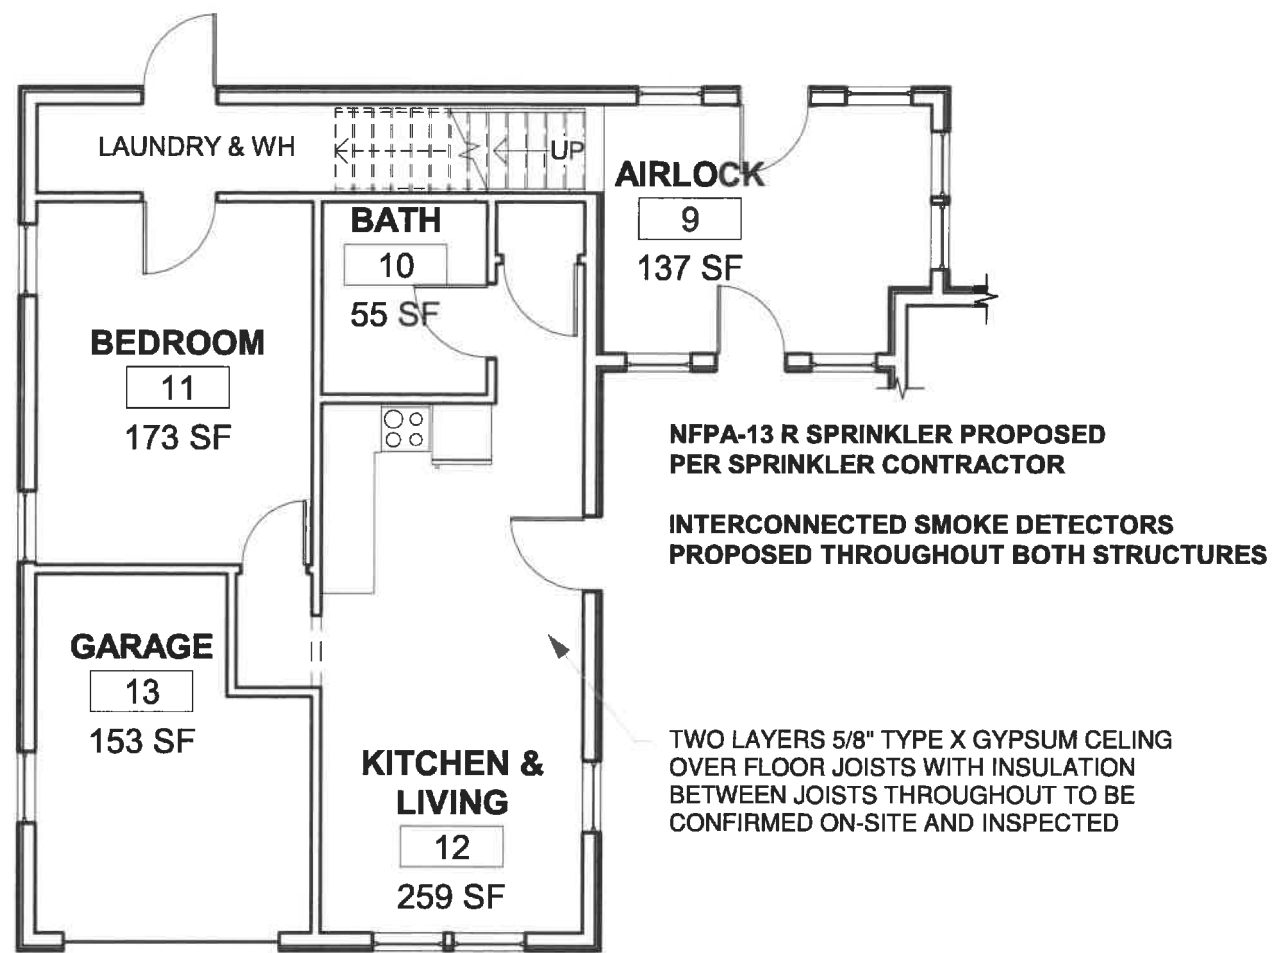 LAUNDRY & WH
UP
AIRLOCK
9
137 SF
BATH
10
55 SF
BEDROOM
11
173 SF
NFPA-13 R SPRINKLER PROPOSED
PER SPRINKLER CONTRACTOR
INTERCONNECTED SMOKE DETECTORS
PROPOSED THROUGHOUT BOTH STRUCTURES
GARAGE
13
153 SF
KITCHEN &
LIVING
12
259 SF
TWO LAYERS 5/8" TYPE X GYPSUM CELING
OVER FLOOR JOISTS WITH INSULATION
BETWEEN JOISTS THROUGHOUT TO BE
CONFIRMED ON-SITE AND INSPECTED